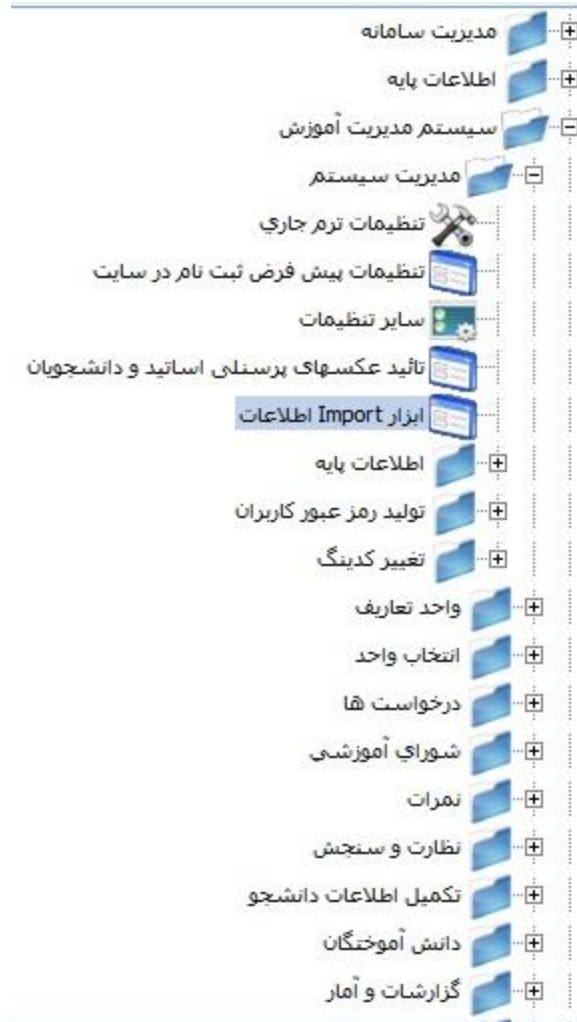 مديريت سامانه
اطلاعات پايه
سيستم مديريت آموزش
مديريت سيستم
تنظيمات ترم جاري
تنظيمات پيش فرض ثبت نام در سايت
ساير تنظيمات
تائيد عكسهاي پرسنلي اساتيد و دانشجويان
ابزار Import اطلاعات
اطلاعات پايه
توليد رمز عبور كاربران
تغيير كدينگ
واحد تعاريف
انتخاب واحد
درخواست ها
شوراي آموزشي
نمرات
نظارت و سنجش
تكميل اطلاعات دانشجو
دانش آموختگان
گزارشات و آمار